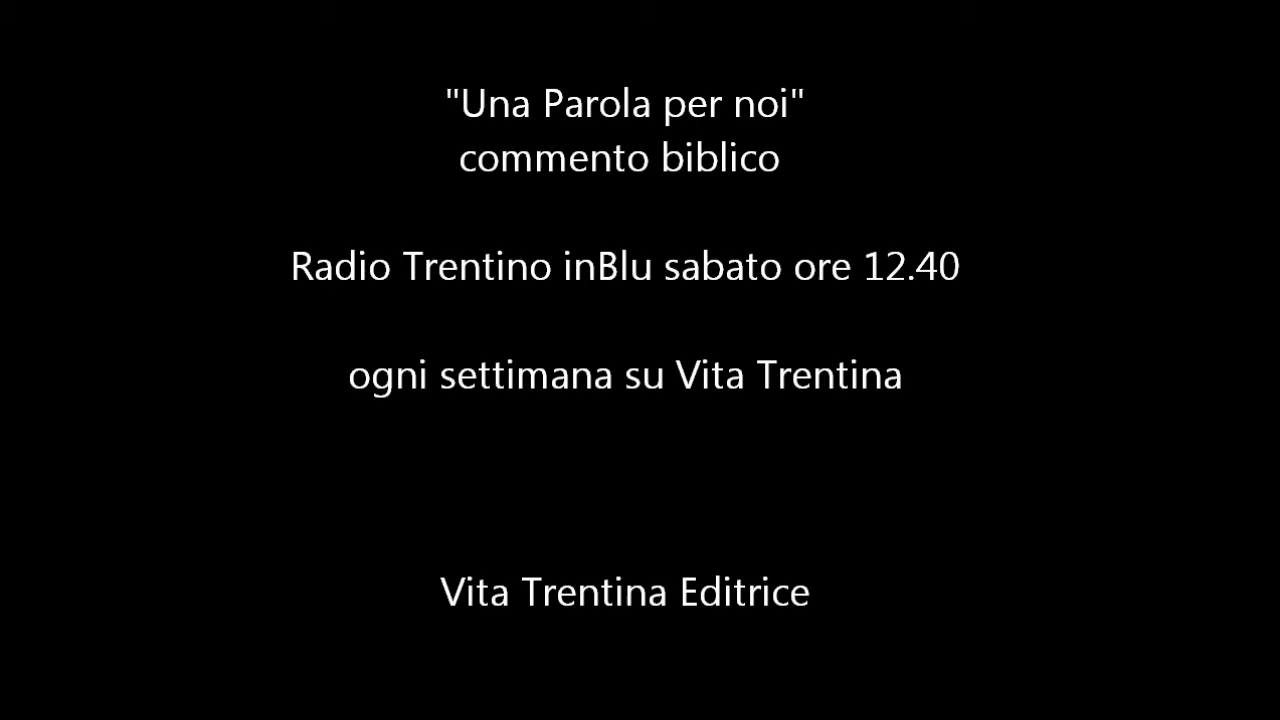 "Una Parola per noi"
commento biblico
Radio Trentino inBlu sabato ore 12.40
ogni settimana su Vita Trentina
Vita Trentina Editrice